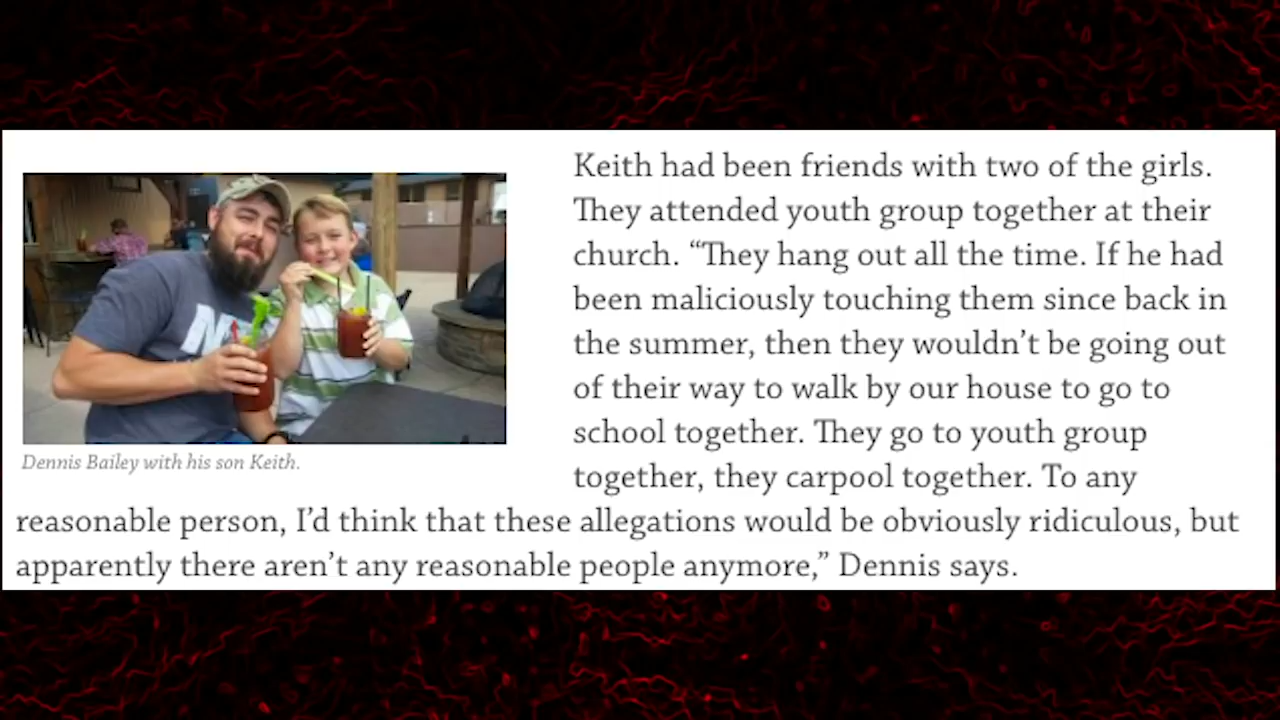 Keith had been friends with two of the girls.
They attended youth group together at their
church. “They hang out all the time. If he had
been maliciously touching them since back in
the summer, then they wouldn’t be going out
of their way to walk by our house to go to
school together. They go to youth group
together, they carpool together. To any
Dennis Bailey with his son Keith.
reasonable person, I’d think that these allegations would be obviously ridiculous, but
apparently there aren’t any reasonable people anymore,” Dennis says.